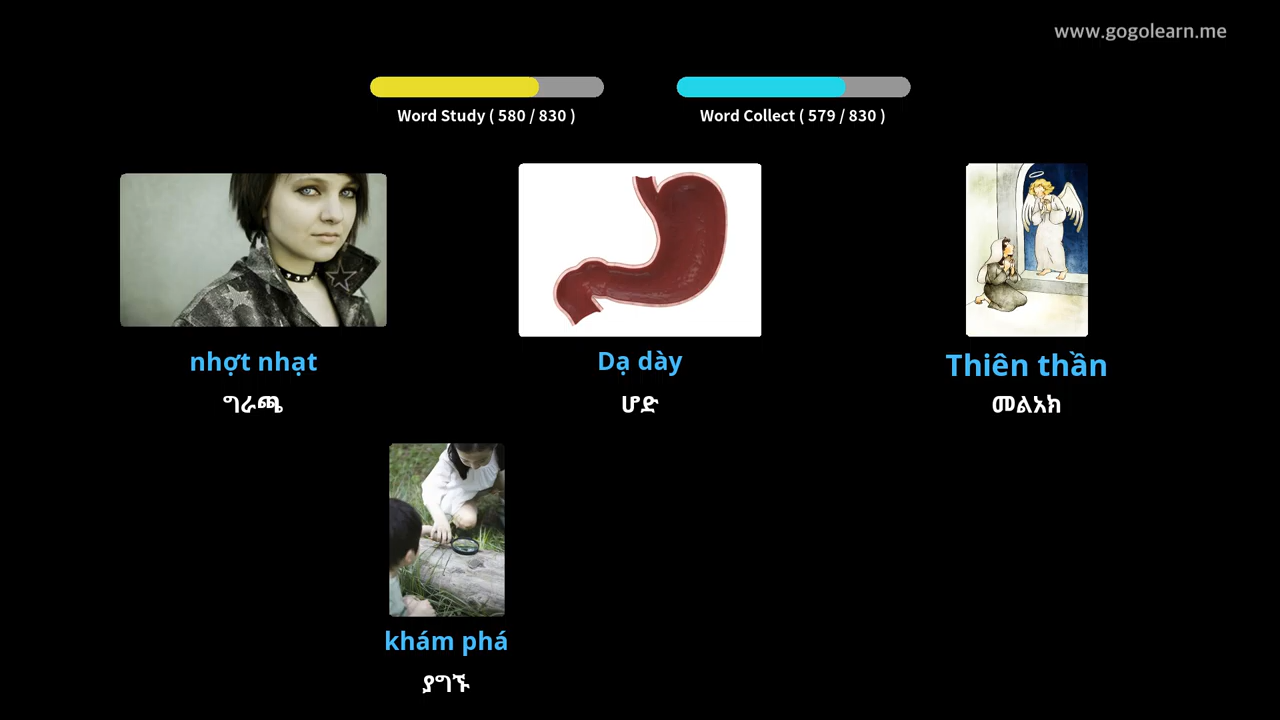 www.gogolearn.me
Word Study ( 580 / 830 )
Word Collect ( 579 / 830 )
nhợt nhạt
Dạ dày
Thiên thần
ግራጫ
ሆድ
መልአክ
khám phá
ያግኙ